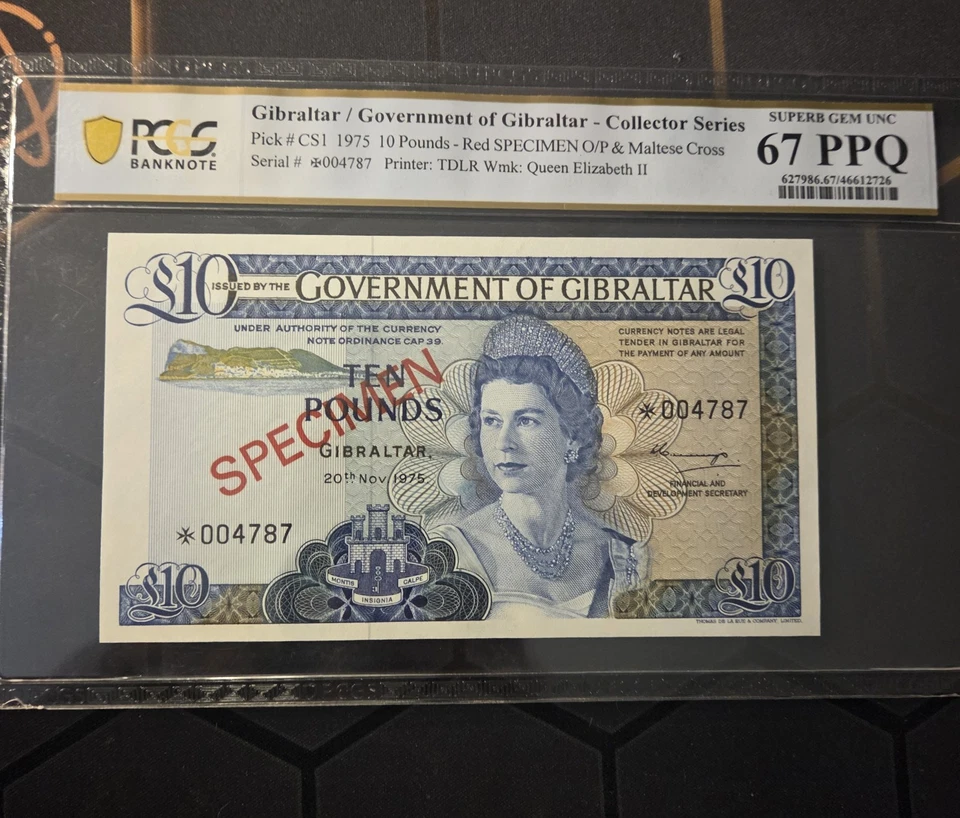 PCGS
BANKNOTE
Gibraltar / Government of Gibraltar - Collector Series
Pick # CS1 1975 10 Pounds - Red SPECIMEN O/P & Maltese Cross
Serial # ✠004787 Printer: TDLR Wmk: Queen Elizabeth II
SUPERB GEM UNC
67 PPQ
627986.67/46612726
£10
ISSUED BY THE GOVERNMENT OF GIBRALTAR
£10
UNDER AUTHORITY OF THE CURRENCY
NOTE ORDINANCE CAP 39
CURRENCY NOTES ARE LEGAL
TENDER IN GIBRALTAR FOR
THE PAYMENT OF ANY AMOUNT
TEN
POUNDS
SPECIMEN
✠004787
GIBRALTAR,
20th Nov 1975
FINANCIAL AND
DEVELOPMENT SECRETARY
✠004787
MONTIS CALPE
INSIGNIA
£10
£10
THOMAS DE LA RUE & COMPANY, LIMITED.